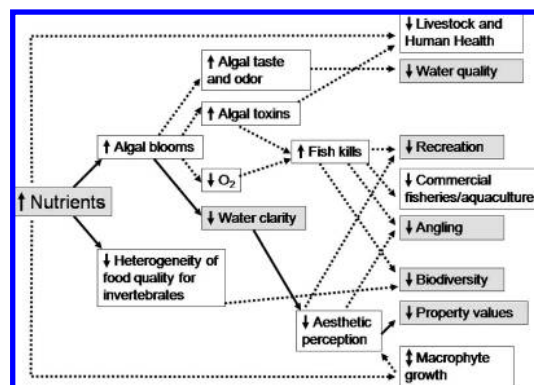 ↓ Livestock and
Human Health
↑ Algal taste
and odor
↓ Water quality
↑ Algal toxins
↑ Algal blooms
↑ Fish kills
↓ Recreation
↓ O₂
↓ Commercial
fisheries/aquaculture
↑ Nutrients
↓ Water clarity
↓ Angling
↓ Heterogeneity of
food quality for
invertebrates
↓ Biodiversity
↓ Aesthetic
perception
↓ Property values
↕ Macrophyte
growth